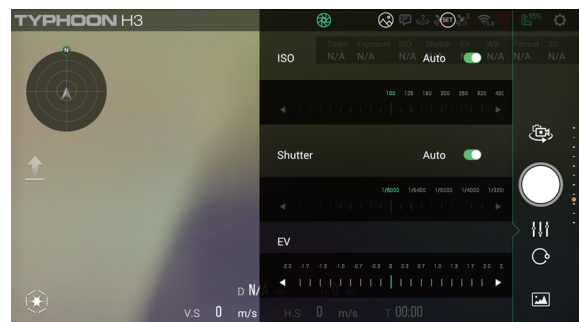 TYPHOON H3
SET
85%
Zoom Exposure ISO Shutter EV WB Format SD
N/A N/A N/A N/A N/A N/A N/A N/A
N
ISO Auto
100 125 160 200 250 320 400
Shutter Auto
1/8000 1/6400 1/5000 1/4000 1/320
EV
-2.0 -1.7 -1.3 -1.0 -0.7 -0.3 0 0.3 0.7 1.0 1.3 1.7 2.0
D N/A m
V.S 0 m/s H.S 0 m/s T 00:00